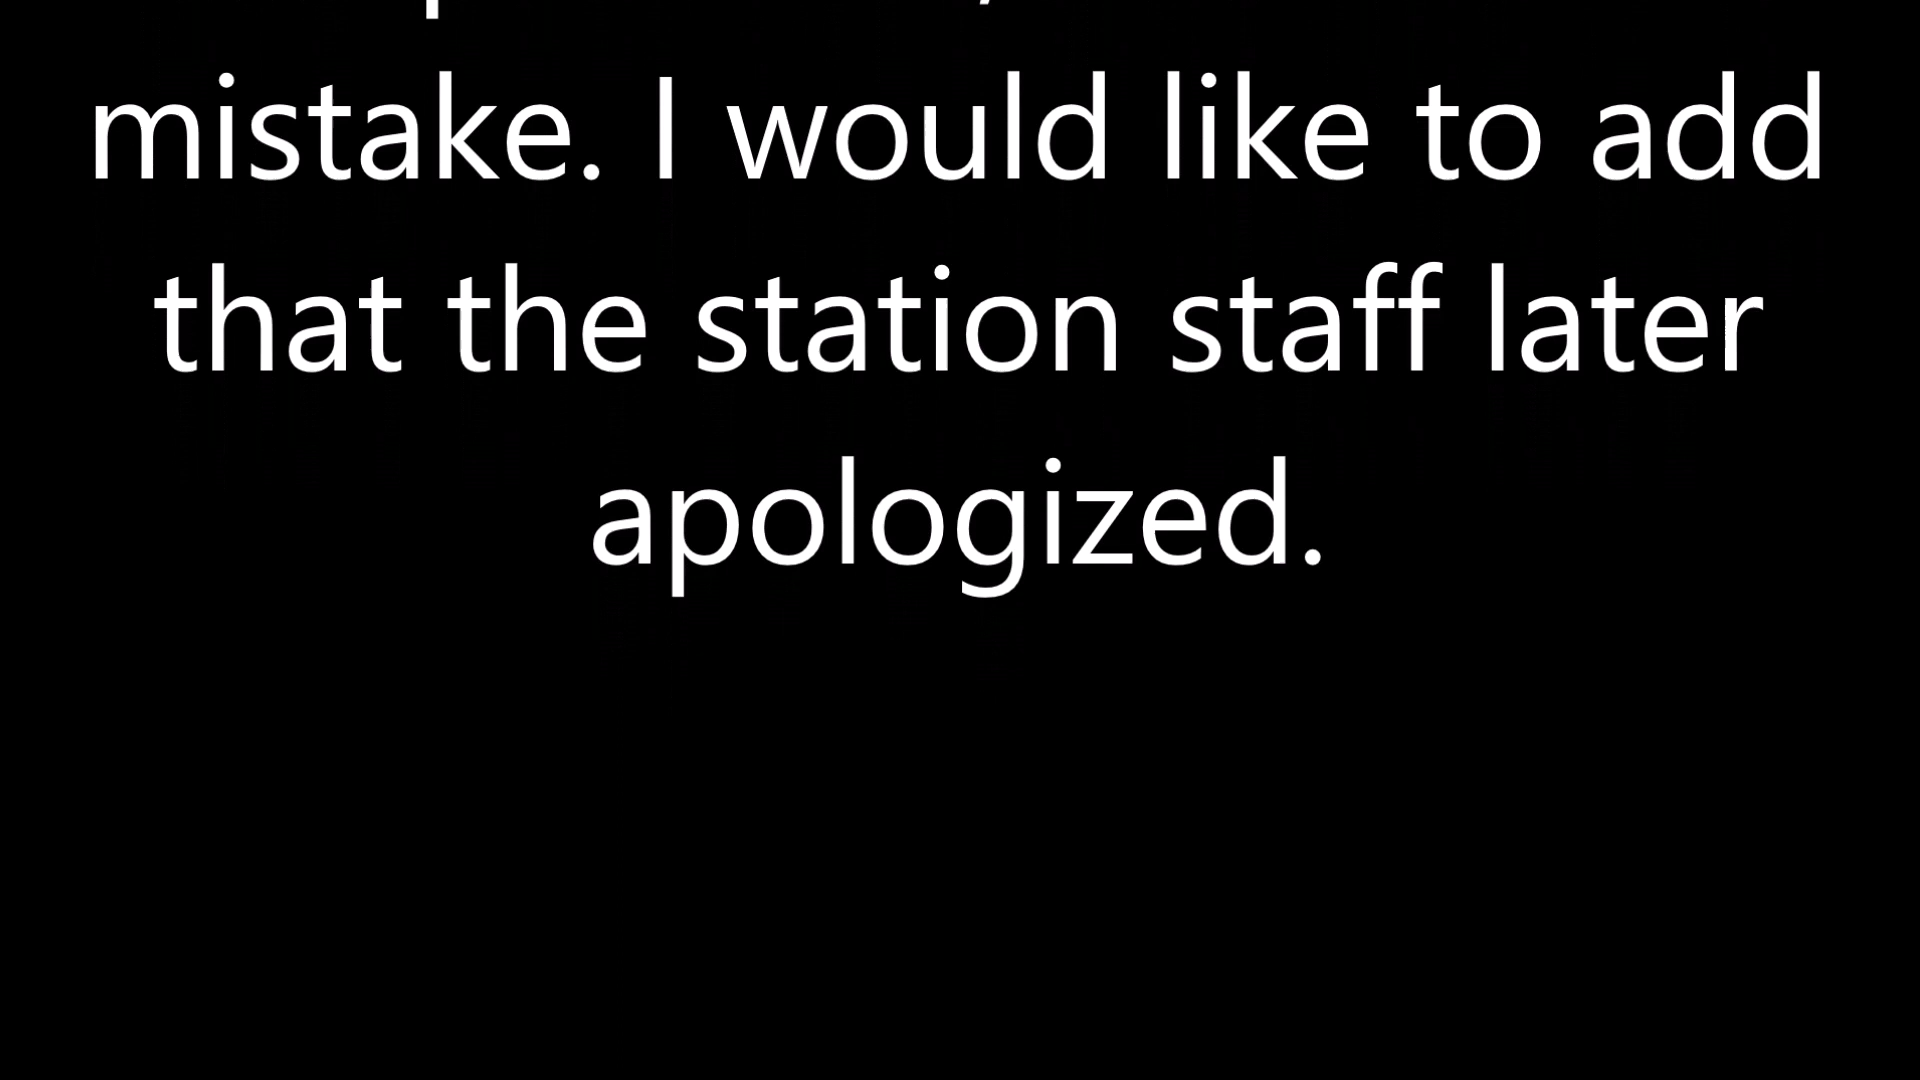 mistake. I would like to add
that the station staff later
apologized.